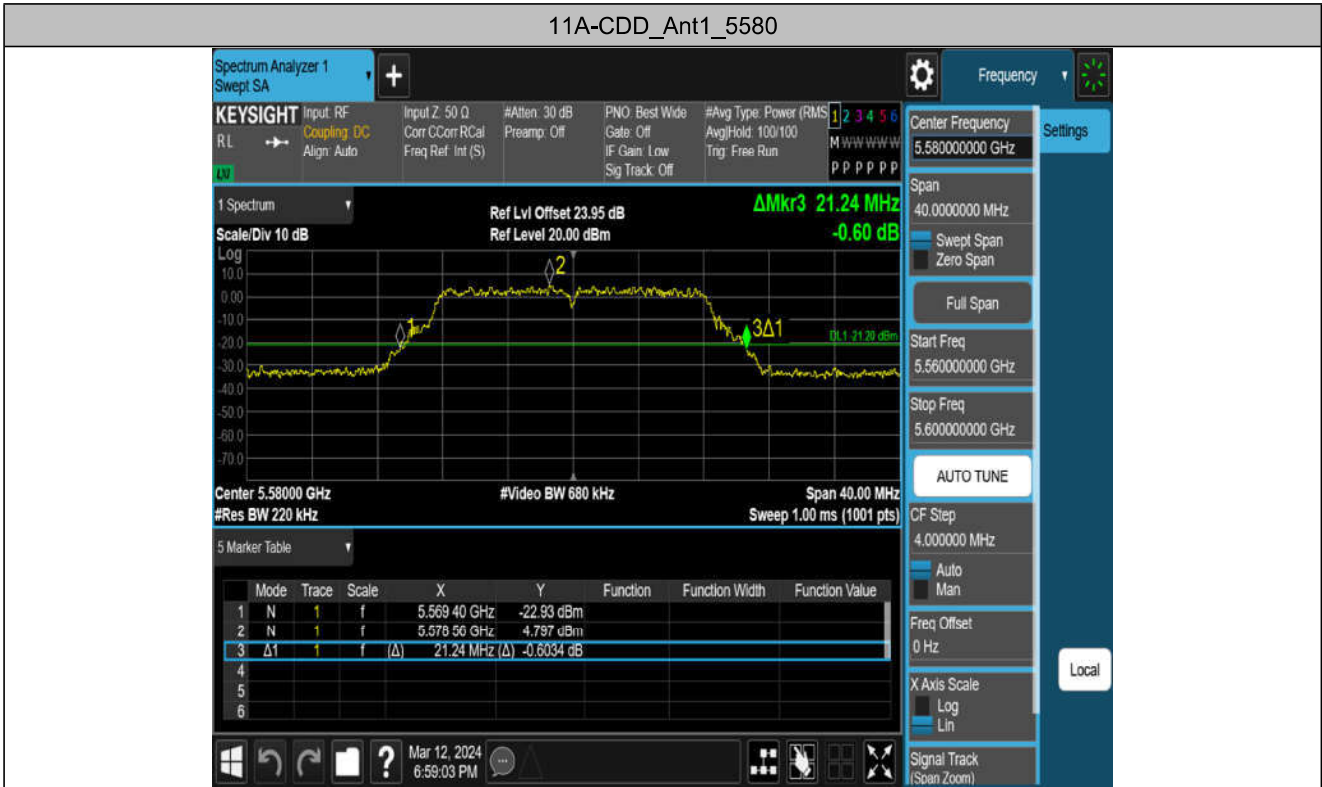 11A-CDD_Ant1_5580
Spectrum Analyzer 1
Swept SA
+
Frequency
KEYSIGHT
RL
LXI
Input: RF
Coupling: DC
Align: Auto
Input Z: 50 Ω
Corr CCorr RCal
Freq Ref: Int (S)
#Atten: 30 dB
Preamp: Off
PNO: Best Wide
Gate: Off
IF Gain: Low
Sig Track: Off
#Avg Type: Power (RMS
Avg|Hold: 100/100
Trig: Free Run
1 2 3 4 5 6
M W W W W W
P P P P P P
Center Frequency
5.580000000 GHz
Settings
Span
40.0000000 MHz
Swept Span
Zero Span
Full Span
Start Freq
5.560000000 GHz
Stop Freq
5.600000000 GHz
AUTO TUNE
CF Step
4.000000 MHz
Auto
Man
Freq Offset
0 Hz
X Axis Scale
Log
Lin
Local
Signal Track
(Span Zoom)
1 Spectrum
Scale/Div 10 dB
Ref Lvl Offset 23.95 dB
Ref Level 20.00 dBm
ΔMkr3 21.24 MHz
-0.60 dB
Log
10.0
0.00
-10.0
-20.0
-30.0
-40.0
-50.0
-60.0
-70.0
1
2
3Δ1
DL1 -21.20 dBm
Center 5.58000 GHz
#Res BW 220 kHz
#Video BW 680 kHz
Span 40.00 MHz
Sweep 1.00 ms (1001 pts)
5 Marker Table
Mode Trace Scale X Y Function Function Width Function Value
1 N 1 f 5.569 40 GHz -22.93 dBm
2 N 1 f 5.578 56 GHz 4.797 dBm
3 Δ1 1 f (Δ) 21.24 MHz (Δ) -0.6034 dB
4
5
6
?
Mar 12, 2024
6:59:03 PM